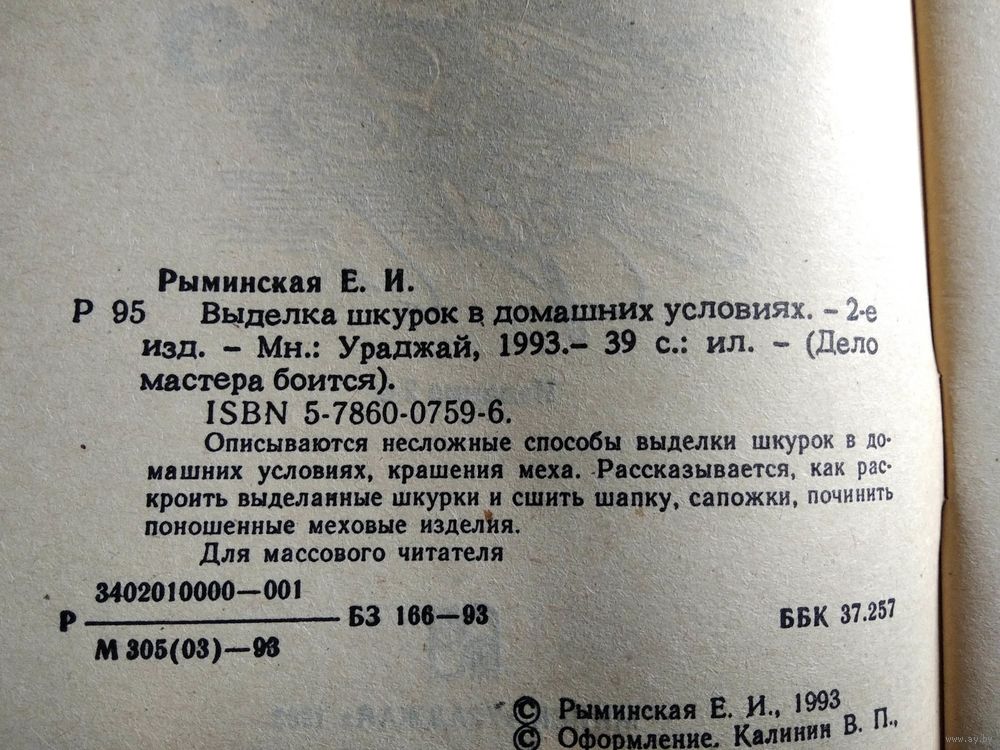 Рыминская Е. И.
Р 95 Выделка шкурок в домашних условиях. – 2-е
изд. – Мн.: Ураджай, 1993.– 39 с.: ил. – (Дело
мастера боится).
ISBN 5-7860-0759-6.
Описываются несложные способы выделки шкурок в до-
машних условиях, крашения меха. Рассказывается, как рас-
кроить выделанные шкурки и сшить шапку, сапожки, починить
поношенные меховые изделия.
Для массового читателя
3402010000—001
Р БЗ 166—93
М 305(03)—93
ББК 37.257
© Рыминская Е. И., 1993
© Оформление. Калинин В. П.,
www.ay.by